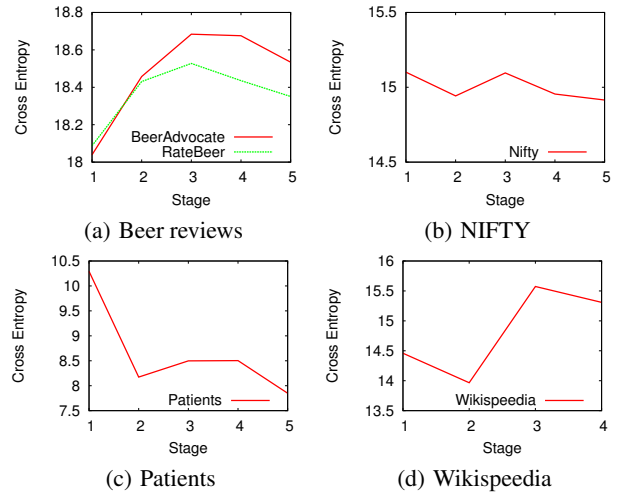 18.8
18.6
18.4
18.2
18
Cross Entropy
BeerAdvocate
RateBeer
1 2 3 4 5
Stage
(a) Beer reviews
15.5
15
14.5
Cross Entropy
Nifty
1 2 3 4 5
Stage
(b) NIFTY
10.5
10
9.5
9
8.5
8
7.5
Cross Entropy
Patients
1 2 3 4 5
Stage
(c) Patients
16
15.5
15
14.5
14
13.5
Cross Entropy
Wikispeedia
1 2 3 4
Stage
(d) Wikispeedia